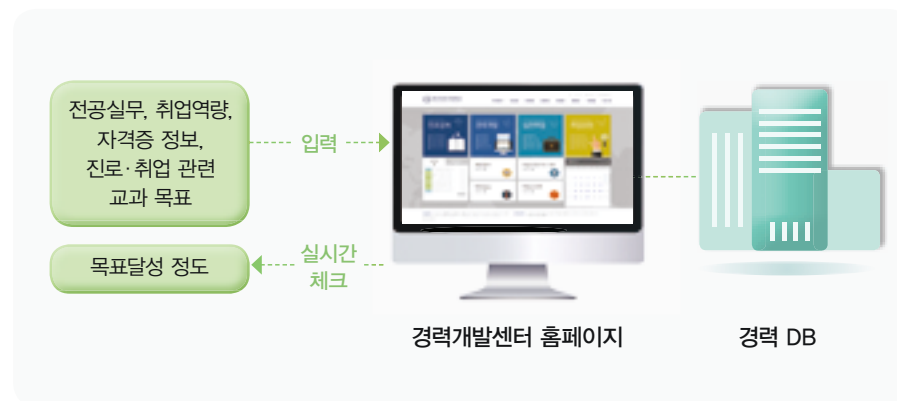 전공실무, 취업역량,
자격증 정보,
진로·취업 관련
교과 목표
입력
목표달성 정도
실시간
체크
경력개발센터 홈페이지
경력 DB